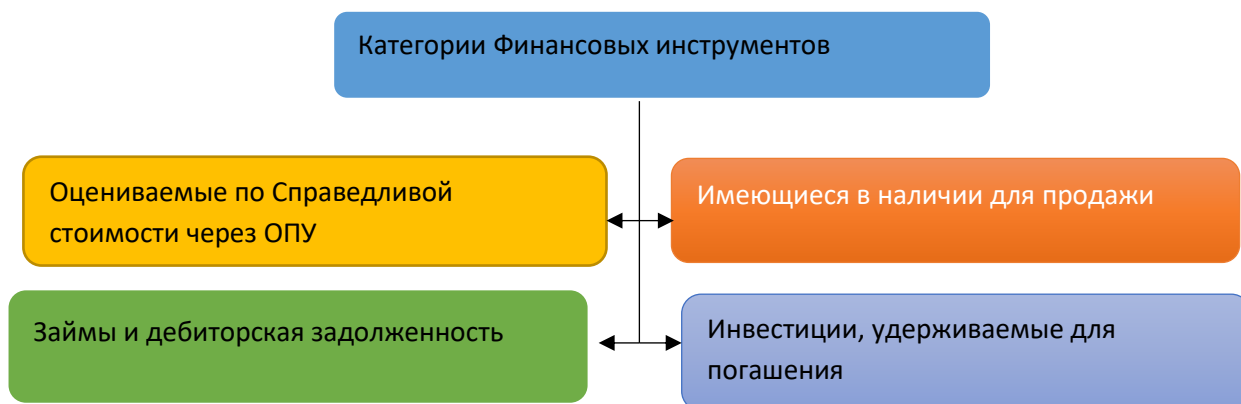 Категории Финансовых инструментов
Оцениваемые по Справедливой
стоимости через ОПУ
Имеющиеся в наличии для продажи
Займы и дебиторская задолженность
Инвестиции, удерживаемые для
погашения